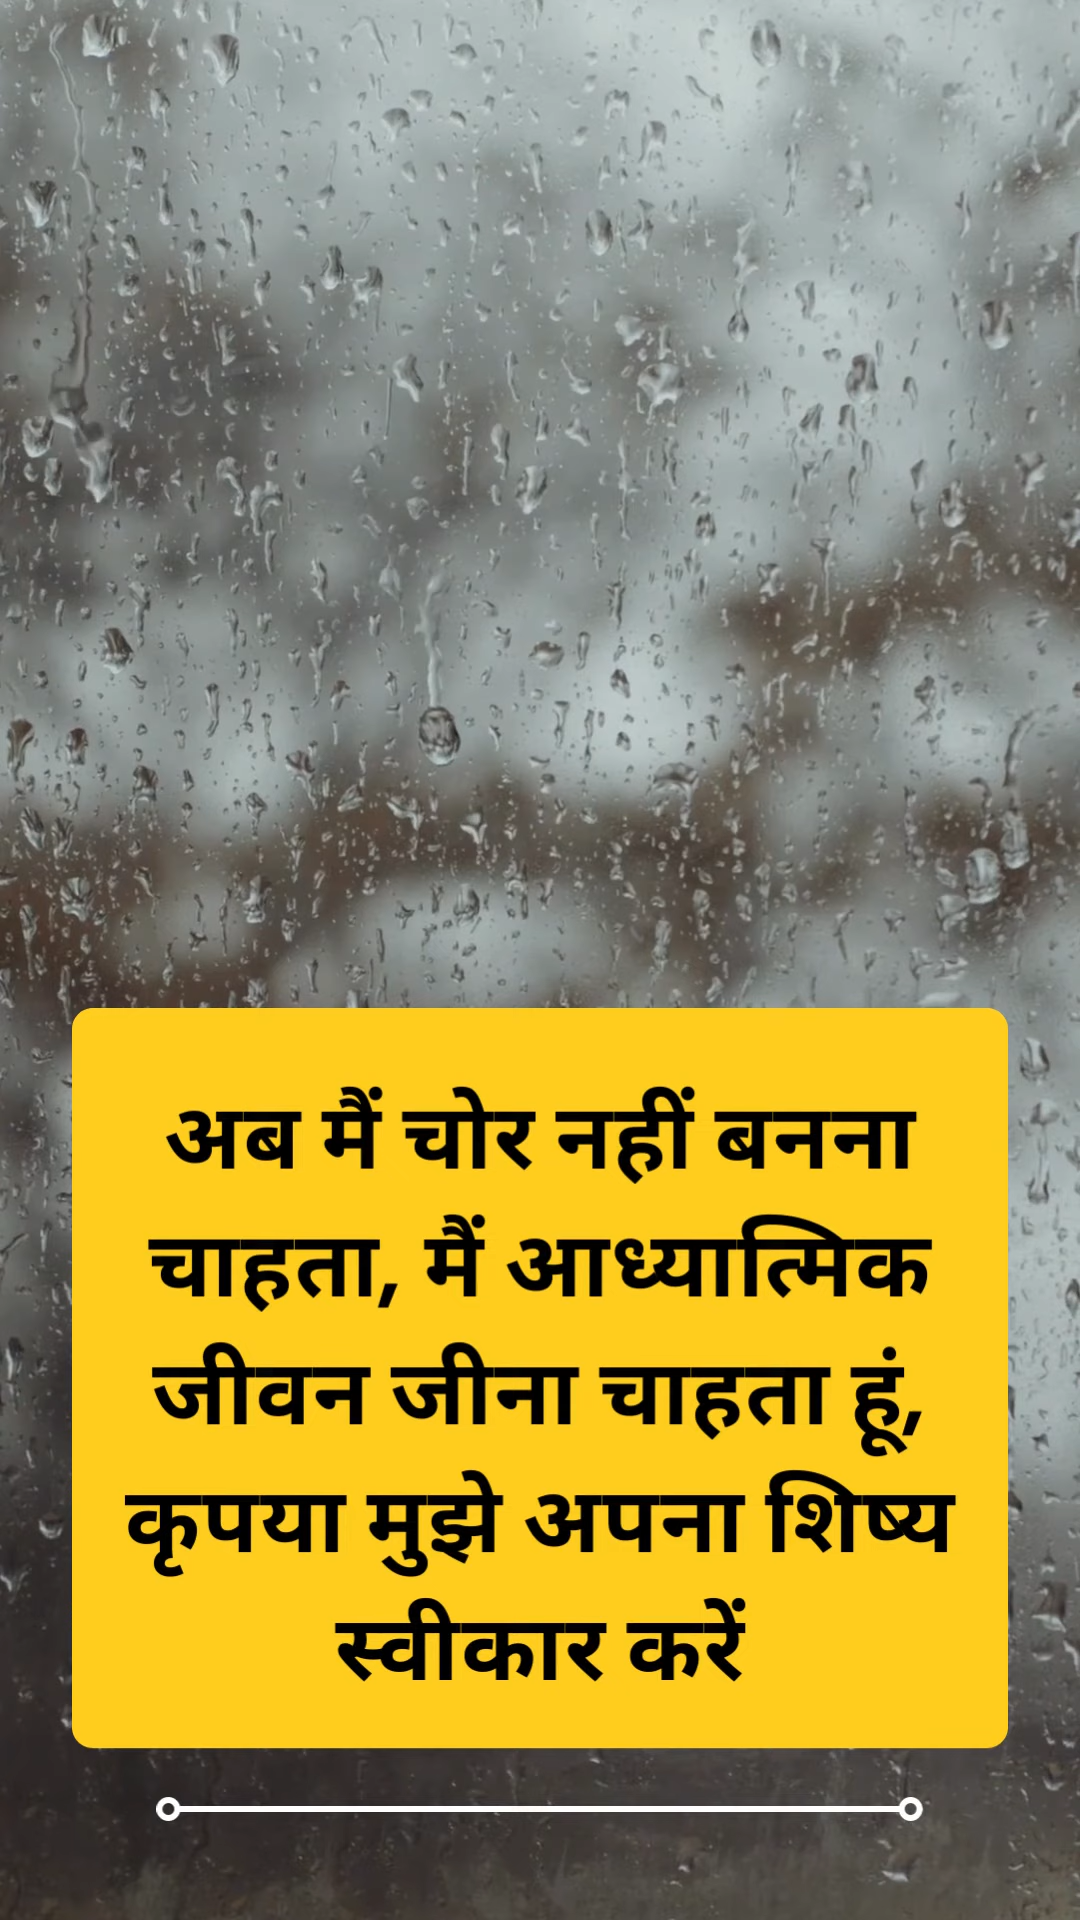 अब मैं चोर नहीं बनना
चाहता, मैं आध्यात्मिक
जीवन जीना चाहता हूं,
कृपया मुझे अपना शिष्य
स्वीकार करें